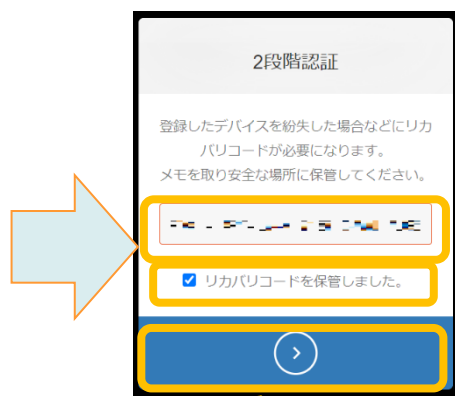 2段階認証
登録したデバイスを紛失した場合などにリカ
バリコードが必要になります。
メモを取り安全な場所に保管してください。
リカバリコードを保管しました。